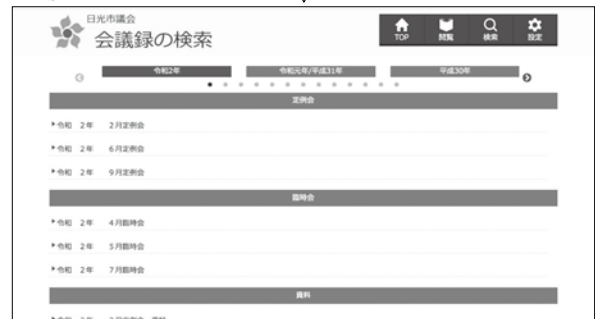 日光市議会
会議録の検索
TOP 閲覧 検索 設定
令和2年 令和元年/平成31年 平成30年
定例会
令和 2年 2月定例会
令和 2年 6月定例会
令和 2年 9月定例会
臨時会
令和 2年 4月臨時会
令和 2年 5月臨時会
令和 2年 7月臨時会
資料